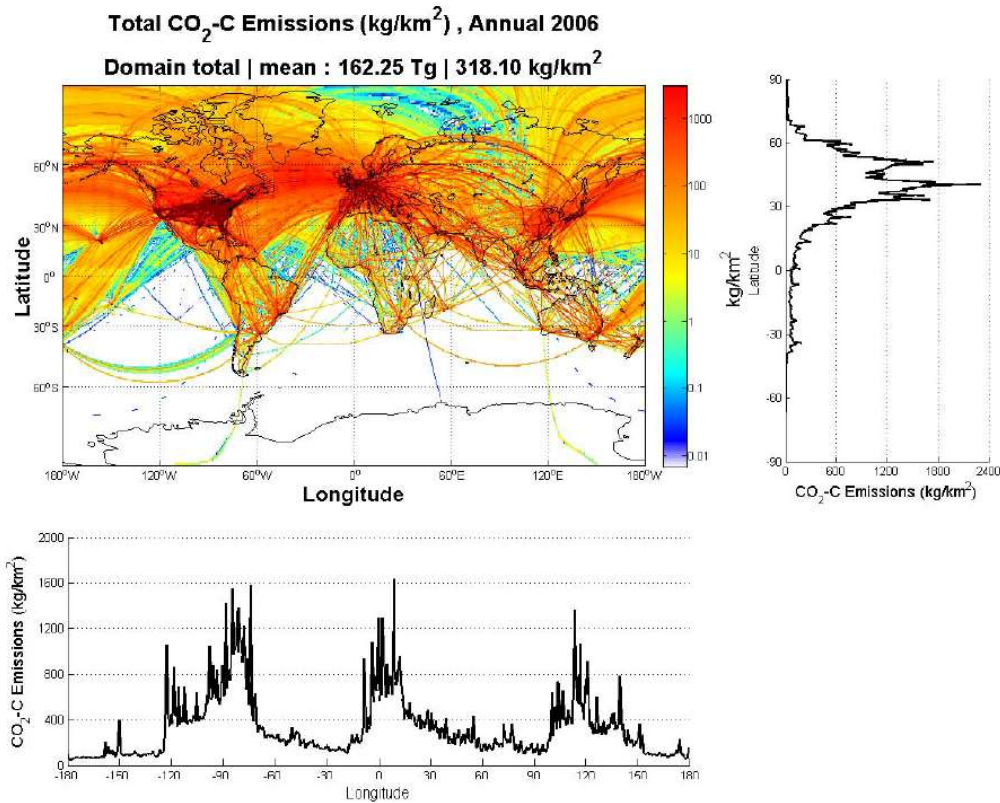 Total CO₂-C Emissions (kg/km²) , Annual 2006
Domain total | mean : 162.25 Tg | 318.10 kg/km²
60°N
30°N
0°
30°S
60°S
Latitude
180°W 120°W 60°W 0° 60°E 120°E 180°W
Longitude
1000
100
10
1
0.1
0.01
kg/km²
90
60
30
0
-30
-60
-90
Latitude
0 600 1200 1800 2400
CO₂-C Emissions (kg/km²)
2000
1600
1200
800
400
0
CO₂-C Emissions (kg/km²)
-180 -150 -120 -90 -60 -30 0 30 60 90 120 150 180
Longitude